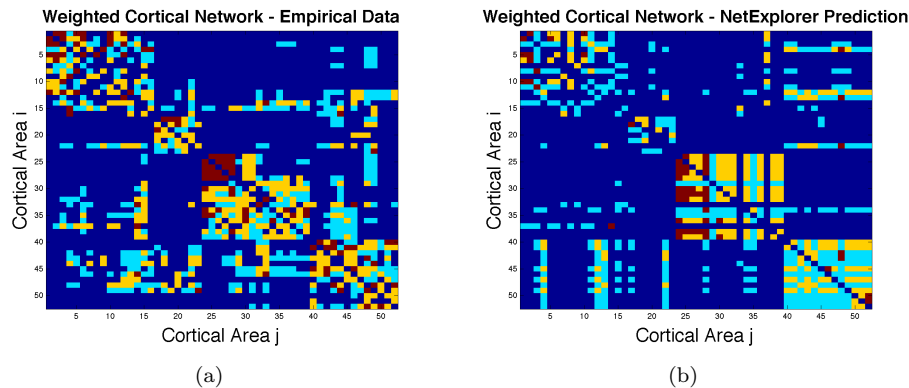 Weighted Cortical Network - Empirical Data
Cortical Area i
5
10
15
20
25
30
35
40
45
50
5 10 15 20 25 30 35 40 45 50
Cortical Area j
(a)
Weighted Cortical Network - NetExplorer Prediction
Cortical Area i
5
10
15
20
25
30
35
40
45
50
5 10 15 20 25 30 35 40 45 50
Cortical Area j
(b)